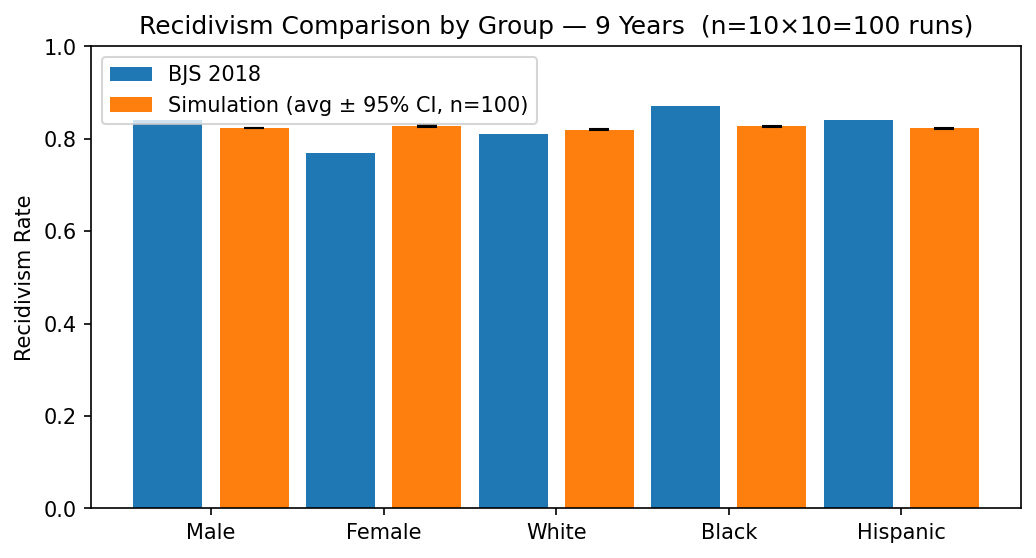 Recidivism Comparison by Group — 9 Years  (n=10×10=100 runs)
BJS 2018
Simulation (avg ± 95% CI, n=100)
Recidivism Rate
1.0
0.8
0.6
0.4
0.2
0.0
Male Female White Black Hispanic